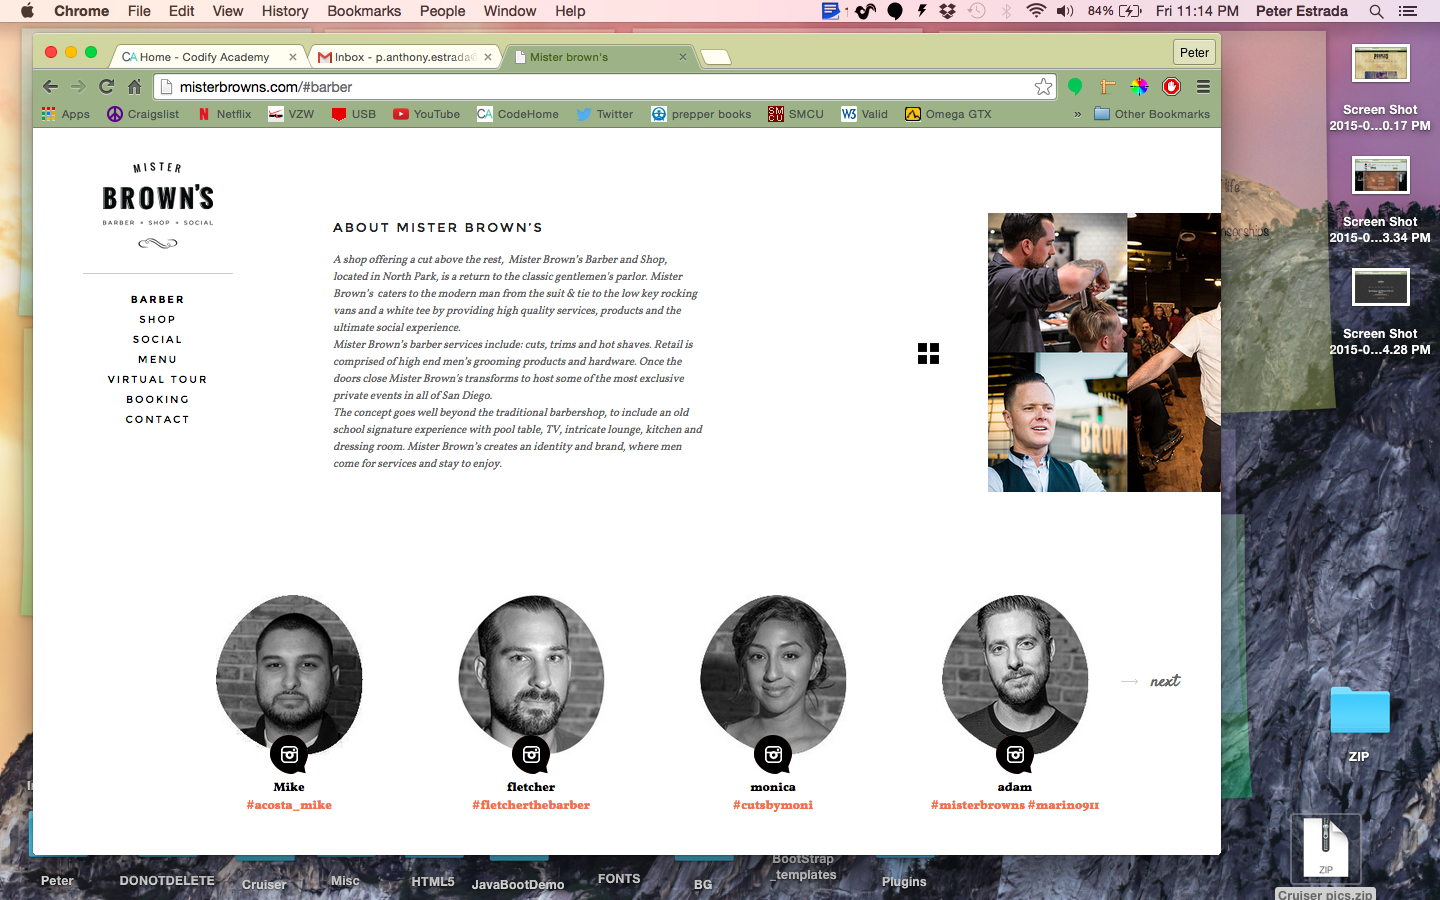 Chrome File Edit View History Bookmarks People Window Help 84% Fri 11:14 PM Peter Estrada
CA Home - Codify Academy
Inbox - p.anthony.estrada@
Mister brown's
Peter
misterbrowns.com/#barber
Apps Craigslist Netflix VZW USB YouTube CodeHome Twitter prepper books SMCU Valid Omega GTX » Other Bookmarks
MISTER
BROWN'S
BARBER • SHOP • SOCIAL
BARBER
SHOP
SOCIAL
MENU
VIRTUAL TOUR
BOOKING
CONTACT
ABOUT MISTER BROWN'S
A shop offering a cut above the rest, Mister Brown's Barber and Shop,
located in North Park, is a return to the classic gentlemen's parlor. Mister
Brown's caters to the modern man from the suit & tie to the low key rocking
vans and a white tee by providing high quality services, products and the
ultimate social experience.
Mister Brown's barber services include: cuts, trims and hot shaves. Retail is
comprised of high end men's grooming products and hardware. Once the
doors close Mister Brown's transforms to host some of the most exclusive
private events in all of San Diego.
The concept goes well beyond the traditional barbershop, to include an old
school signature experience with pool table, TV, intricate lounge, kitchen and
dressing room. Mister Brown's creates an identity and brand, where men
come for services and stay to enjoy.
BROWN
next
Mike
#acosta_mike
fletcher
#fletcherthebarber
monica
#cutsbymoni
adam
#misterbrowns #marino911
Screen Shot
2015-0...0.17 PM
Screen Shot
2015-0...3.34 PM
Screen Shot
2015-0...4.28 PM
life
ZIP
ZIP
Cruiser pics.zip
Peter
DONOTDELETE
Cruiser
Misc
HTML5
JavaBootDemo
FONTS
BG
BootStrap
_templates
Plugins